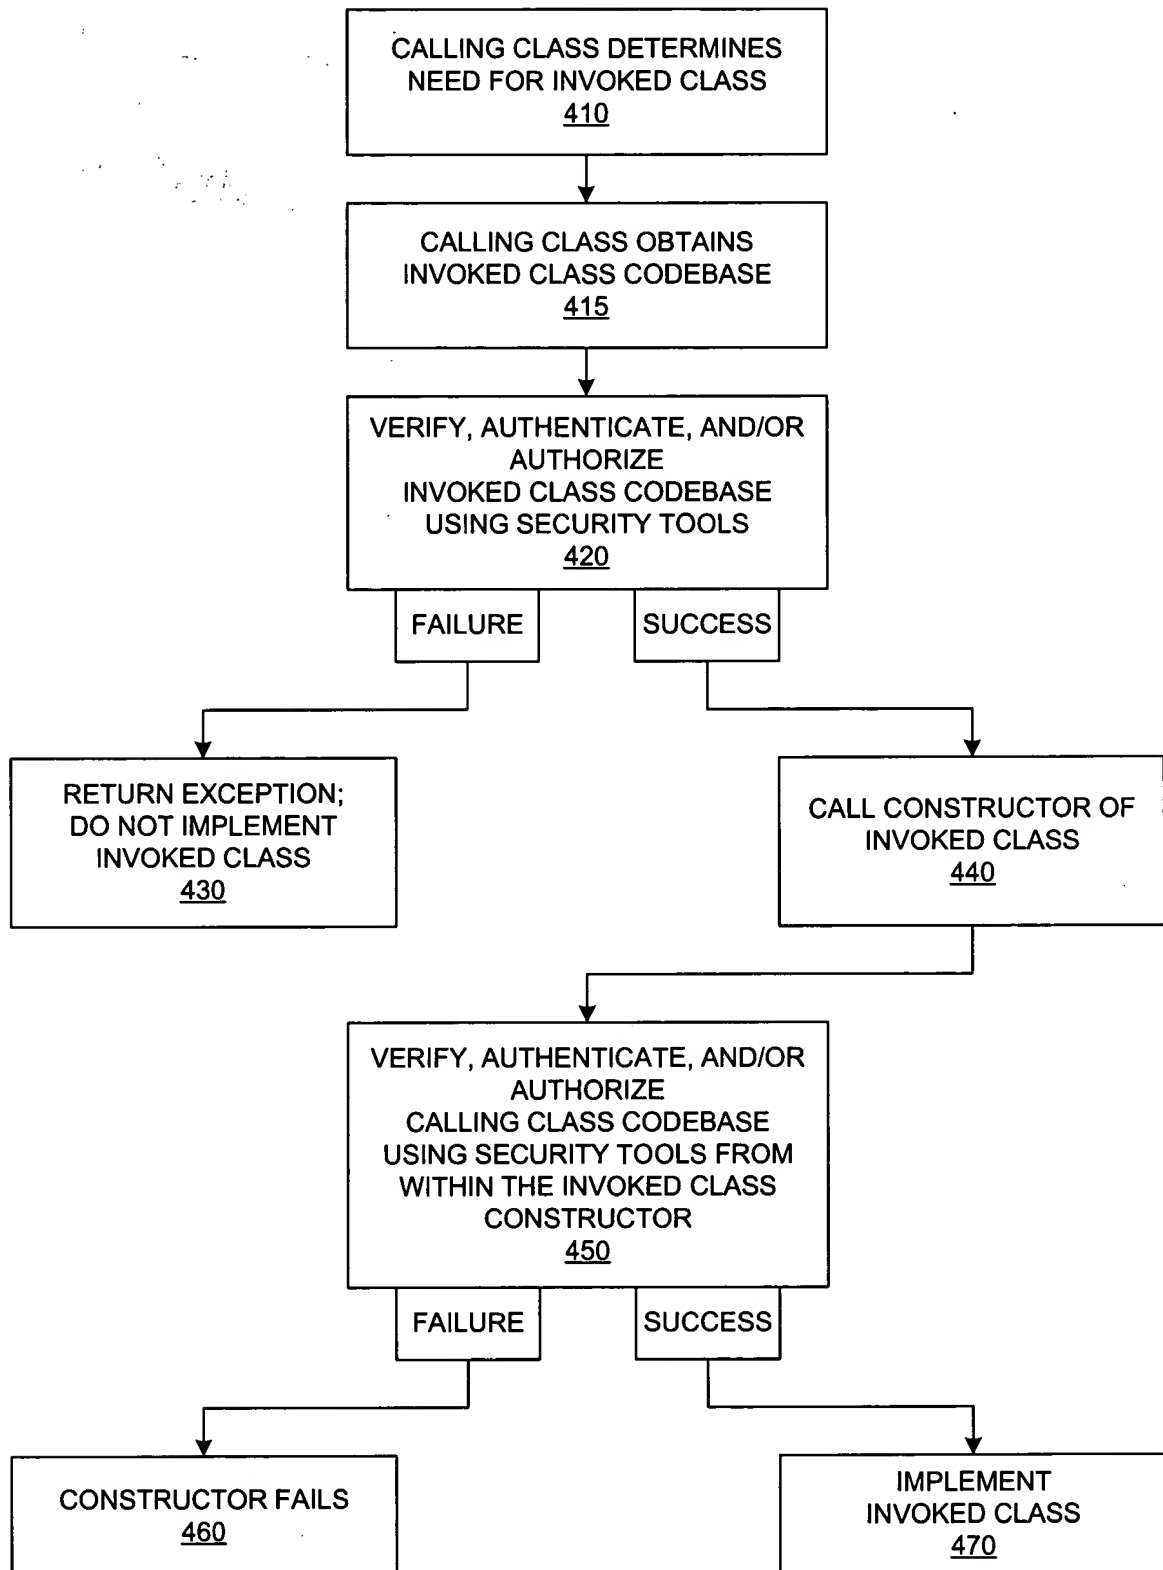 CALLING CLASS DETERMINES
NEED FOR INVOKED CLASS
410
CALLING CLASS OBTAINS
INVOKED CLASS CODEBASE
415
VERIFY, AUTHENTICATE, AND/OR
AUTHORIZE
INVOKED CLASS CODEBASE
USING SECURITY TOOLS
420
FAILURE
SUCCESS
RETURN EXCEPTION;
DO NOT IMPLEMENT
INVOKED CLASS
430
CALL CONSTRUCTOR OF
INVOKED CLASS
440
VERIFY, AUTHENTICATE, AND/OR
AUTHORIZE
CALLING CLASS CODEBASE
USING SECURITY TOOLS FROM
WITHIN THE INVOKED CLASS
CONSTRUCTOR
450
FAILURE
SUCCESS
CONSTRUCTOR FAILS
460
IMPLEMENT
INVOKED CLASS
470